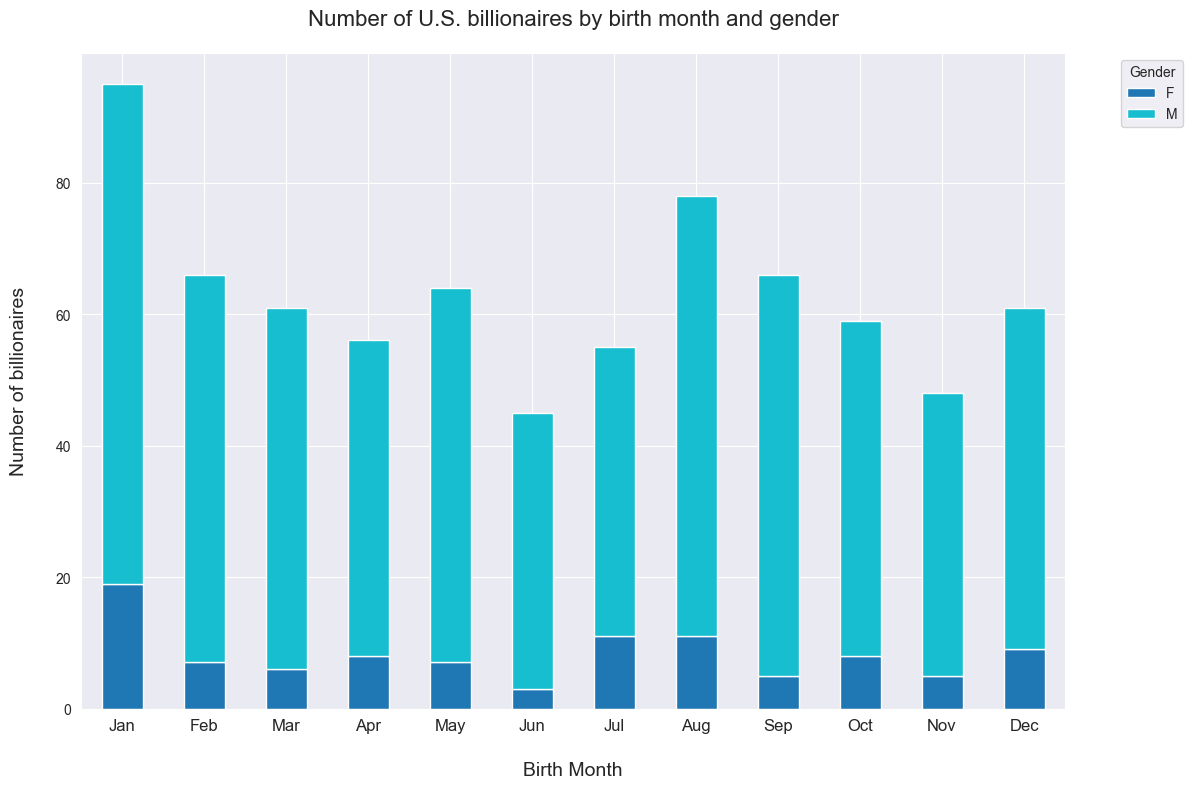 Number of U.S. billionaires by birth month and gender
Gender
F
M
Number of billionaires
80
60
40
20
0
Jan Feb Mar Apr May Jun Jul Aug Sep Oct Nov Dec
Birth Month